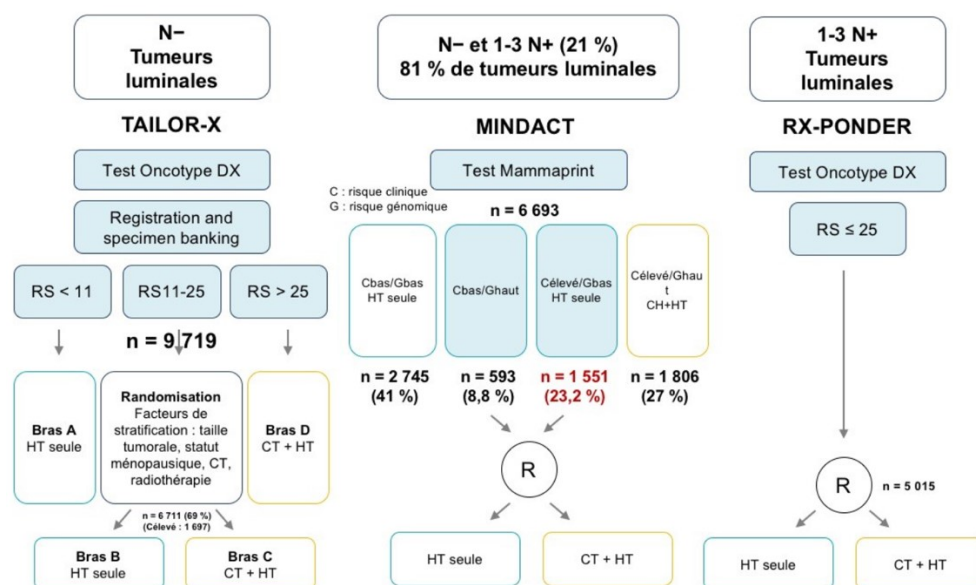 N−
Tumeurs
luminales
TAILOR-X
Test Oncotype DX
Registration and
specimen banking
RS < 11
RS11-25
RS > 25
n = 9 719
Bras A
HT seule
Randomisation
Facteurs de
stratification : taille
tumorale, statut
ménopausique, CT,
radiothérapie
Bras D
CT + HT
n = 6 711 (69 %)
(Célevé : 1 697)
Bras B
HT seule
Bras C
CT + HT
N− et 1-3 N+ (21 %)
81 % de tumeurs luminales
MINDACT
Test Mammaprint
C : risque clinique
G : risque génomique
n = 6 693
Cbas/Gbas
HT seule
Cbas/Ghaut
Célevé/Gbas
HT seule
Célevé/Ghau
t
CH+HT
n = 2 745
(41 %)
n = 593
(8,8 %)
n = 1 551
(23,2 %)
n = 1 806
(27 %)
R
HT seule
CT + HT
1-3 N+
Tumeurs
luminales
RX-PONDER
Test Oncotype DX
RS ≤ 25
R
n = 5 015
HT seule
CT + HT